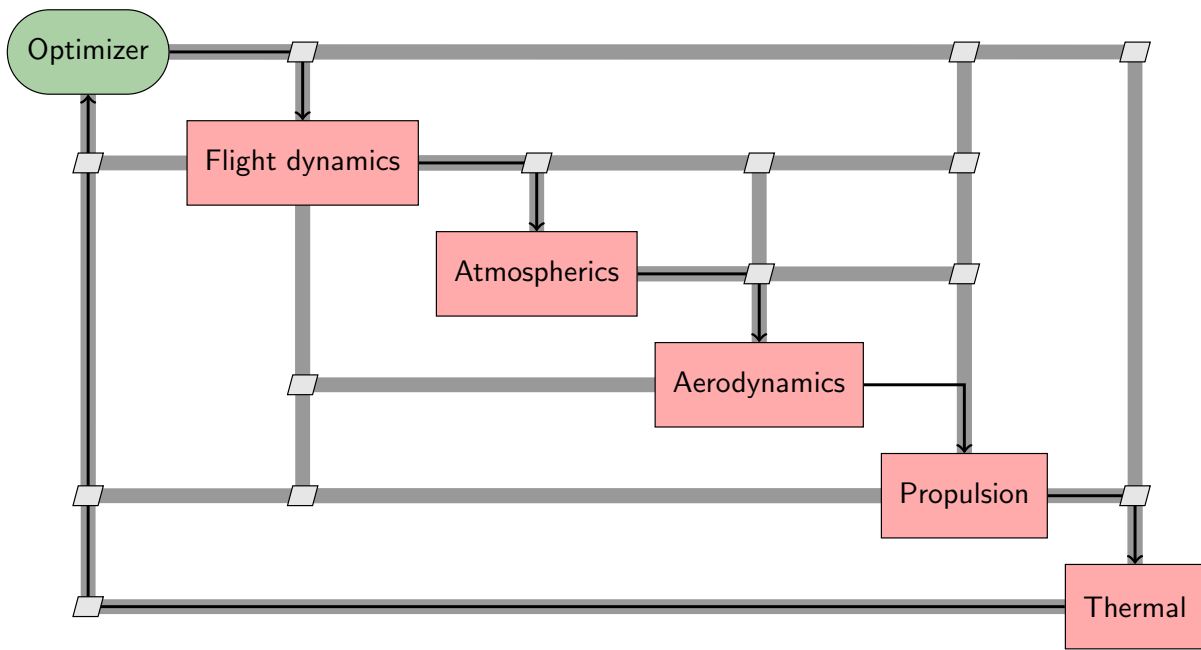 Optimizer
Flight dynamics
Atmospherics
Aerodynamics
Propulsion
Thermal